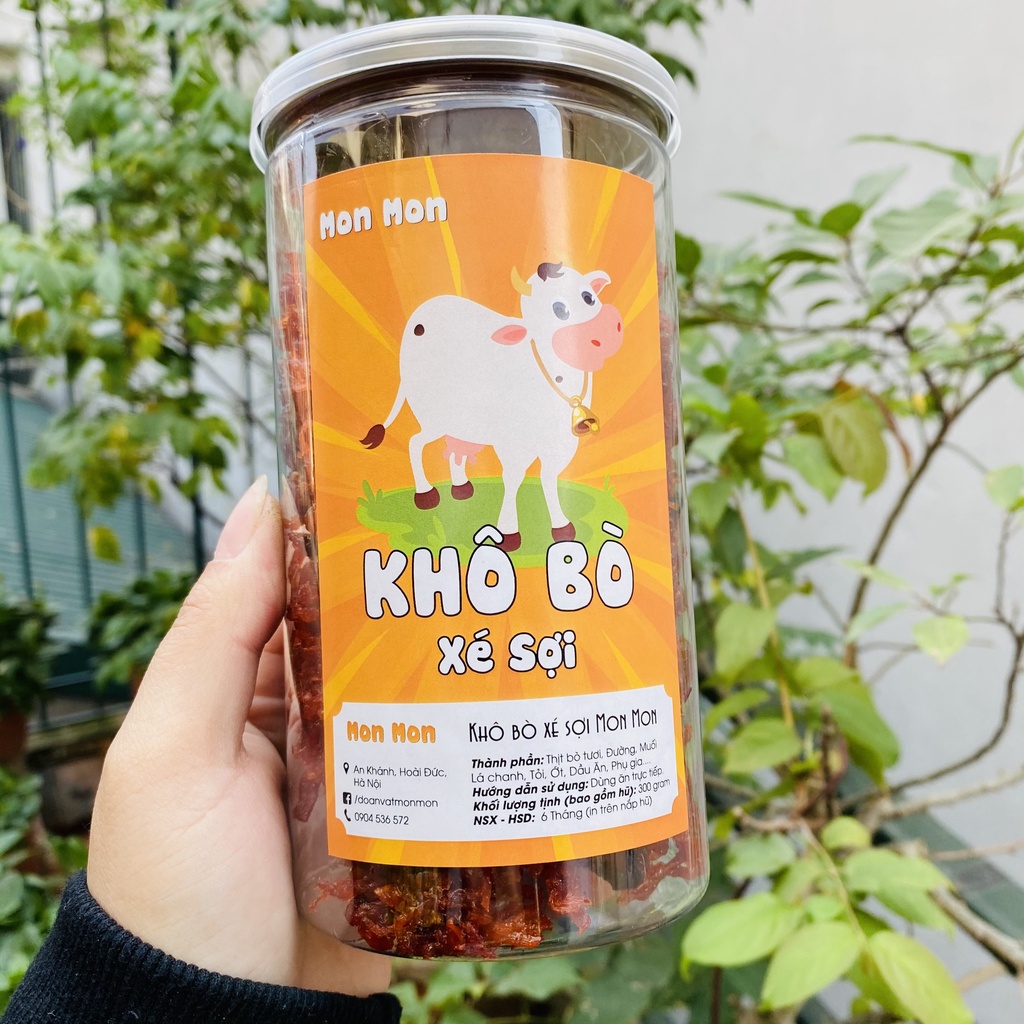 Mon Mon
KHÔ BÒ
Xé Sợi
Mon Mon
An Khánh, Hoài Đức,
Hà Nội
/doanvatmonmon
0904 536 572
KHÔ BÒ XÉ SỢI MON MON
Thành phần: Thịt bò tươi, Đường, Muối
Lá chanh, Tỏi, Ớt, Dầu Ăn, Phụ gia....
Hướng dẫn sử dụng: Dùng ăn trực tiếp.
Khối lượng tịnh (bao gồm hũ): 300 gram
NSX - HSD: 6 Tháng (in trên nắp hũ)